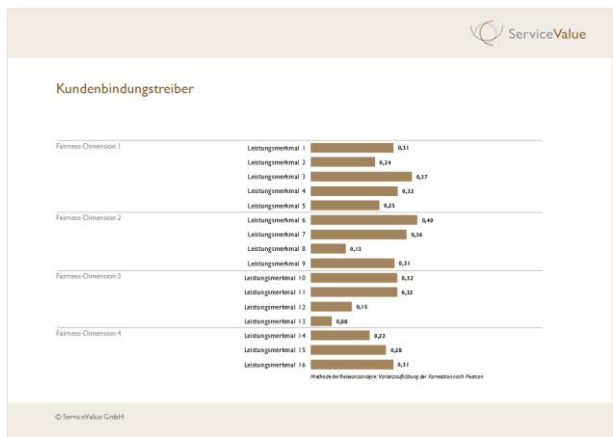 ServiceValue
Kundenbindungstreiber
Fairness-Dimension 1
Leistungsmerkmal 1 0,31
Leistungsmerkmal 2 0,24
Leistungsmerkmal 3 0,37
Leistungsmerkmal 4 0,32
Leistungsmerkmal 5 0,25
Fairness-Dimension 2
Leistungsmerkmal 6 0,40
Leistungsmerkmal 7 0,36
Leistungsmerkmal 8 0,13
Leistungsmerkmal 9 0,31
Fairness-Dimension 3
Leistungsmerkmal 10 0,32
Leistungsmerkmal 11 0,32
Leistungsmerkmal 12 0,15
Leistungsmerkmal 13 0,08
Fairness-Dimension 4
Leistungsmerkmal 14 0,22
Leistungsmerkmal 15 0,28
Leistungsmerkmal 16 0,31
Methode der Relevanzanalyse: Varianzaufklärung der Korrelation nach Pearson
© ServiceValue GmbH